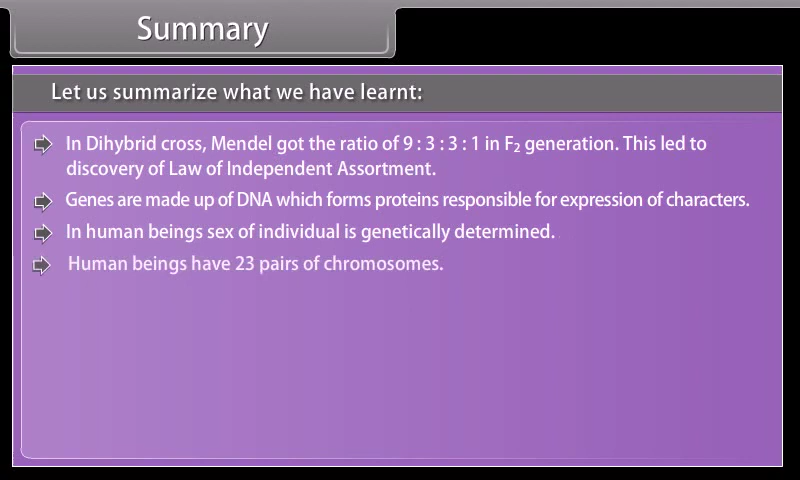 Summary
Let us summarize what we have learnt:
In Dihybrid cross, Mendel got the ratio of 9 : 3 : 3 : 1 in F₂ generation. This led to
discovery of Law of Independent Assortment.
Genes are made up of DNA which forms proteins responsible for expression of characters.
In human beings sex of individual is genetically determined.
Human beings have 23 pairs of chromosomes.